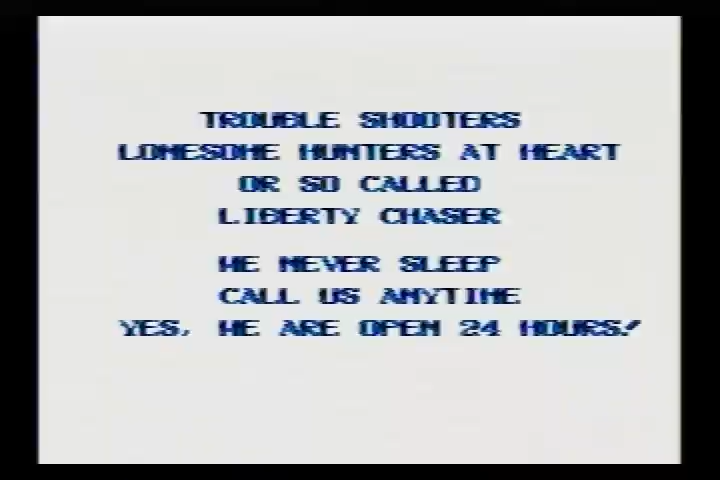 TROUBLE SHOOTERS
LONESOME HUNTERS AT HEART
OR SO CALLED
LIBERTY CHASER
WE NEVER SLEEP
CALL US ANYTIME
YES, WE ARE OPEN 24 HOURS!